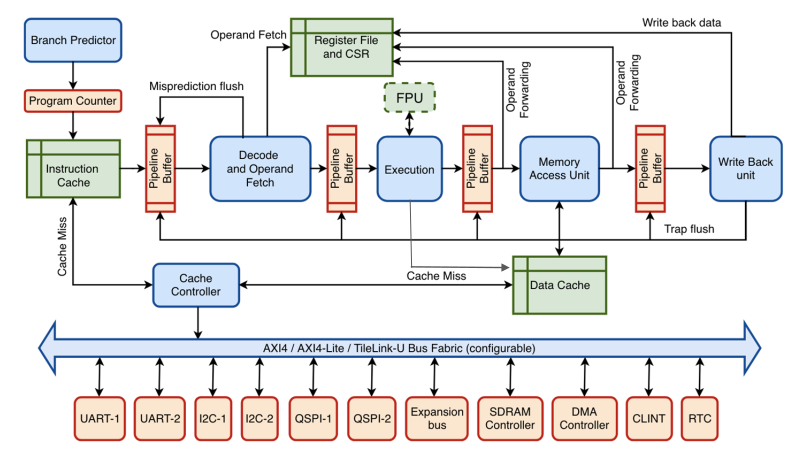 Branch Predictor
Operand Fetch
Register File
and CSR
Write back data
Program Counter
Misprediction flush
FPU
Operand
Forwarding
Operand
Forwarding
Instruction
Cache
Pipeline
Buffer
Decode
and Operand
Fetch
Pipeline
Buffer
Execution
Pipeline
Buffer
Memory
Access Unit
Pipeline
Buffer
Write Back
unit
Trap flush
Cache Miss
Cache
Controller
Cache Miss
Data Cache
AXI4 / AXI4-Lite / TileLink-U Bus Fabric (configurable)
UART-1
UART-2
I2C-1
I2C-2
QSPI-1
QSPI-2
Expansion
bus
SDRAM
Controller
DMA
Controller
CLINT
RTC